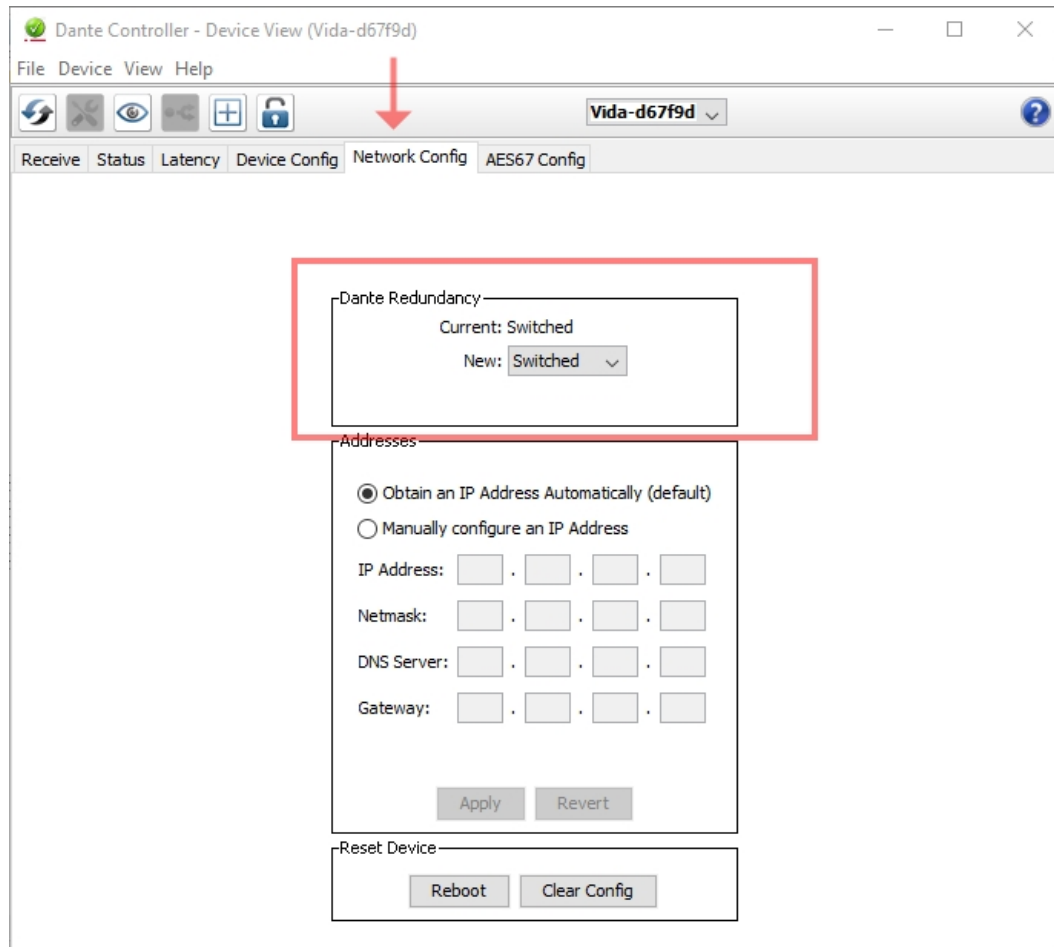 Dante Controller - Device View (Vida-d67f9d)
File Device View Help
Vida-d67f9d
?
Receive Status Latency Device Config Network Config AES67 Config
Dante Redundancy
Current: Switched
New: Switched
Addresses
Obtain an IP Address Automatically (default)
Manually configure an IP Address
IP Address: . . .
Netmask: . . .
DNS Server: . . .
Gateway: . . .
Apply Revert
Reset Device
Reboot Clear Config